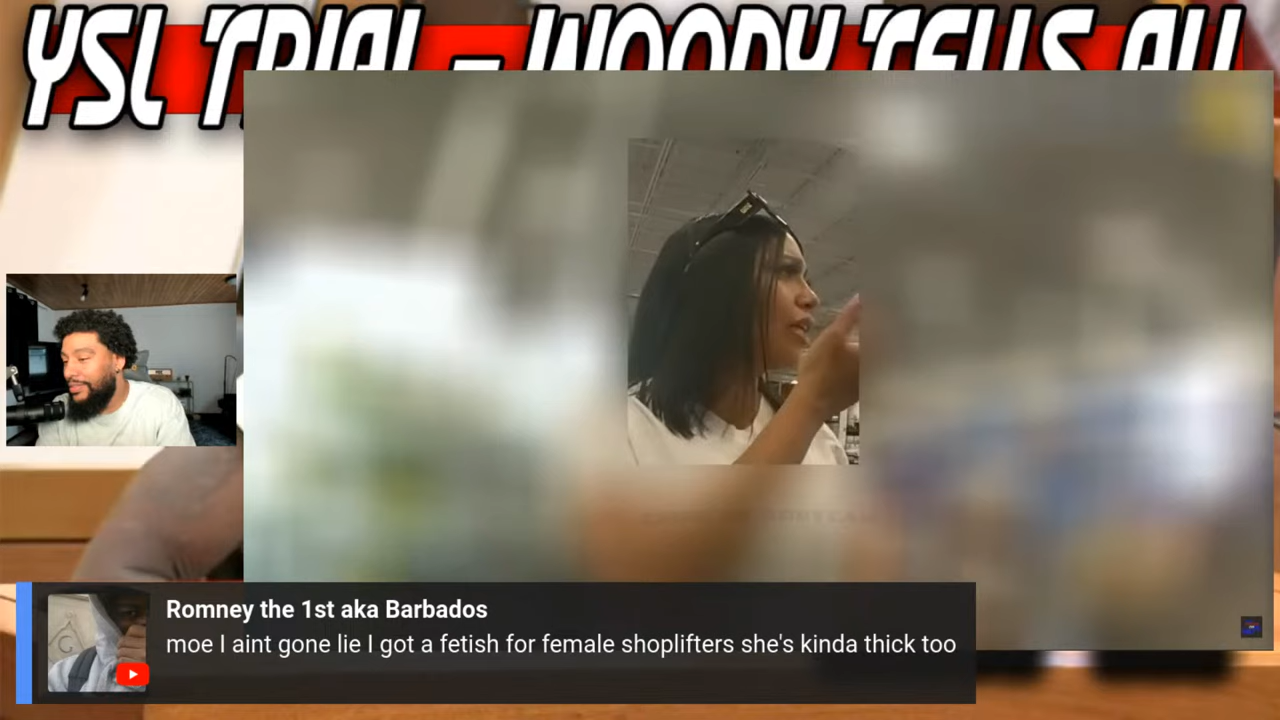 YSL TRIAL - WOODY TELLS ALL
Romney the 1st aka Barbados
moe I aint gone lie I got a fetish for female shoplifters she's kinda thick too